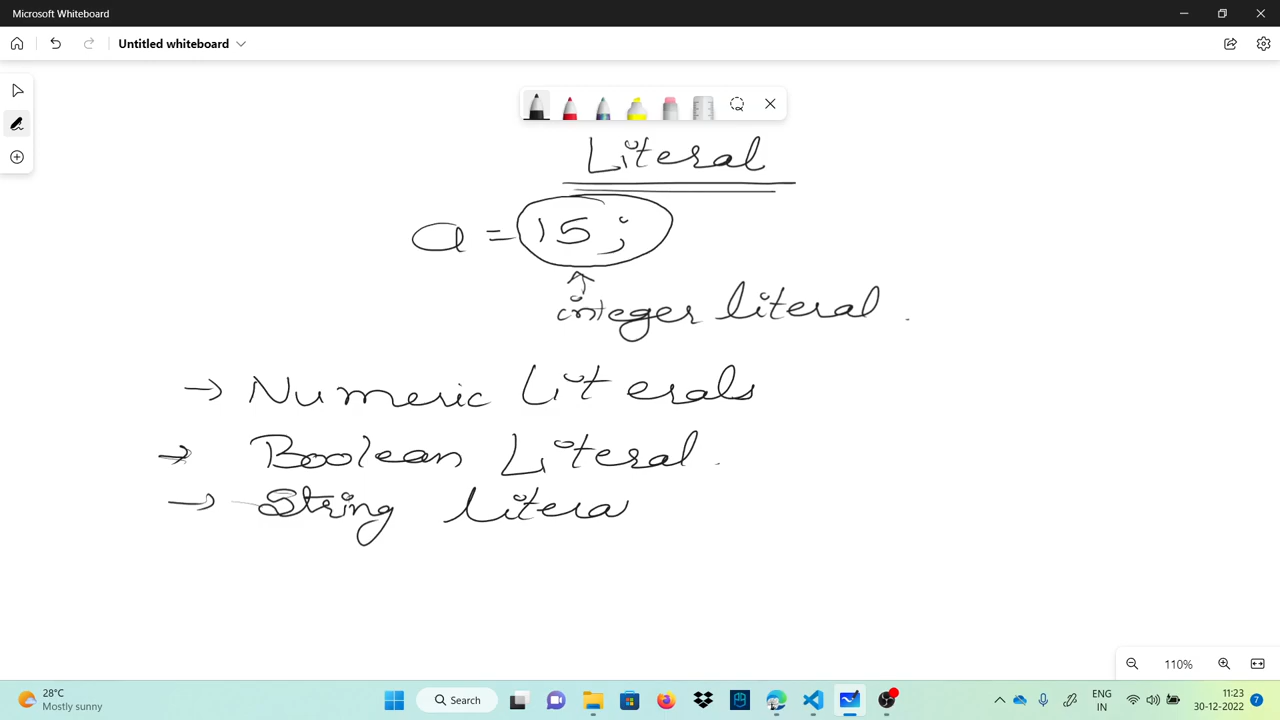 Microsoft Whiteboard
Untitled whiteboard
Literal
a = 15;
integer literal.
→ Numeric Literals
→ Boolean Literal.
→ String litera
110%
28°C
Mostly sunny
Search
ENG
IN
11:23
30-12-2022
7